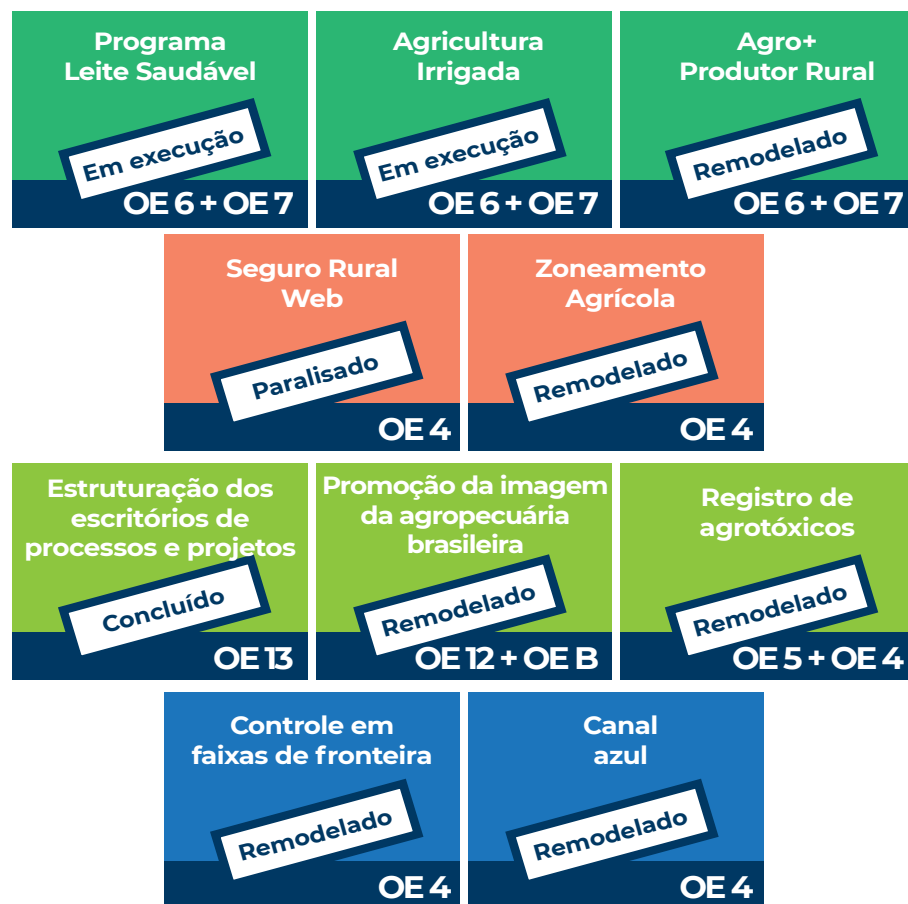 Programa
Leite Saudável
Em execução
OE 6 + OE 7
Agricultura
Irrigada
Em execução
OE 6 + OE 7
Agro+
Produtor Rural
Remodelado
OE 6 + OE 7
Seguro Rural
Web
Paralisado
OE 4
Zoneamento
Agrícola
Remodelado
OE 4
Estruturação dos
escritórios de
processos e projetos
Concluído
OE 13
Promoção da imagem
da agropecuária
brasileira
Remodelado
OE 12 + OE B
Registro de
agrotóxicos
Remodelado
OE 5 + OE 4
Controle em
faixas de fronteira
Remodelado
OE 4
Canal
azul
Remodelado
OE 4